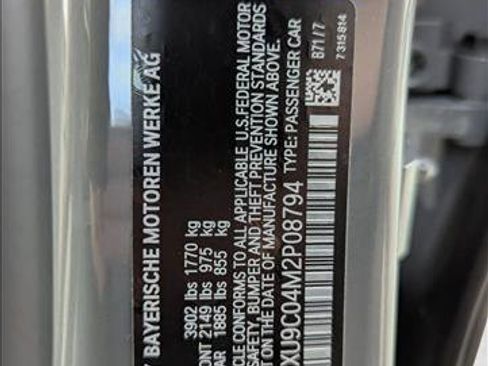 BAYERISCHE MOTOREN WERKE AG
3902 lbs 1770 kg
ONT 2149 lbs 975 kg
AR 1885 lbs 855 kg
CLE CONFORMS TO ALL APPLICABLE U.S. FEDERAL MOTOR
SAFETY, BUMPER AND THEFT PREVENTION STANDARDS
T ON THE DATE OF MANUFACTURE SHOWN ABOVE.
XU9C04M2P08794 TYPE: PASSENGER CAR
B71/7
7 315 814